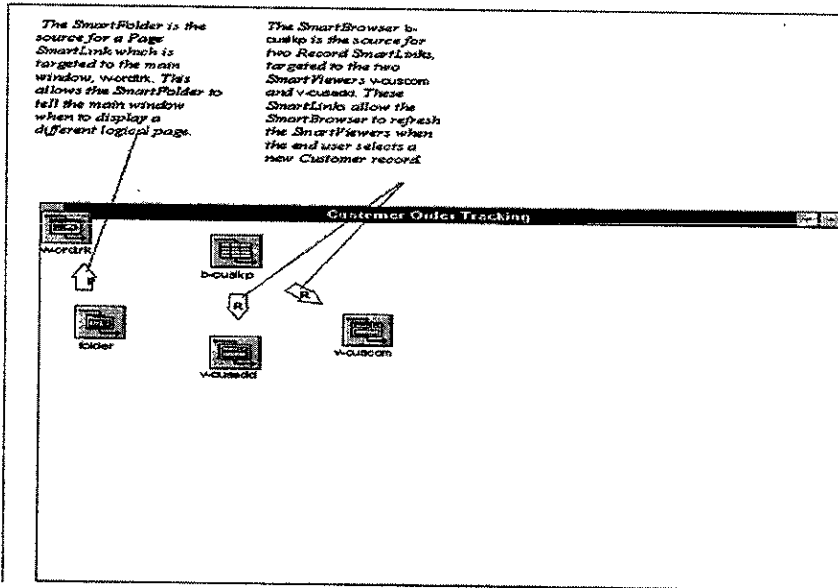 The SmartFolder is the
source for a Page
SmartLink which is
targeted to the main
window, w-ordtrk. This
allows the SmartFolder to
tell the main window
when to display a
different logical page.
The SmartBrowser b-
cuslkp is the source for
two Record SmartLinks,
targeted to the two
SmartViewers v-cuscom
and v-cusadd. These
SmartLinks allow the
SmartBrowser to refresh
the SmartViewers when
the end user selects a
new Customer record.
Customer Order Tracking
w-ordtrk
b-cuslkp
P
R
R
folder
v-cusadd
v-cuscom